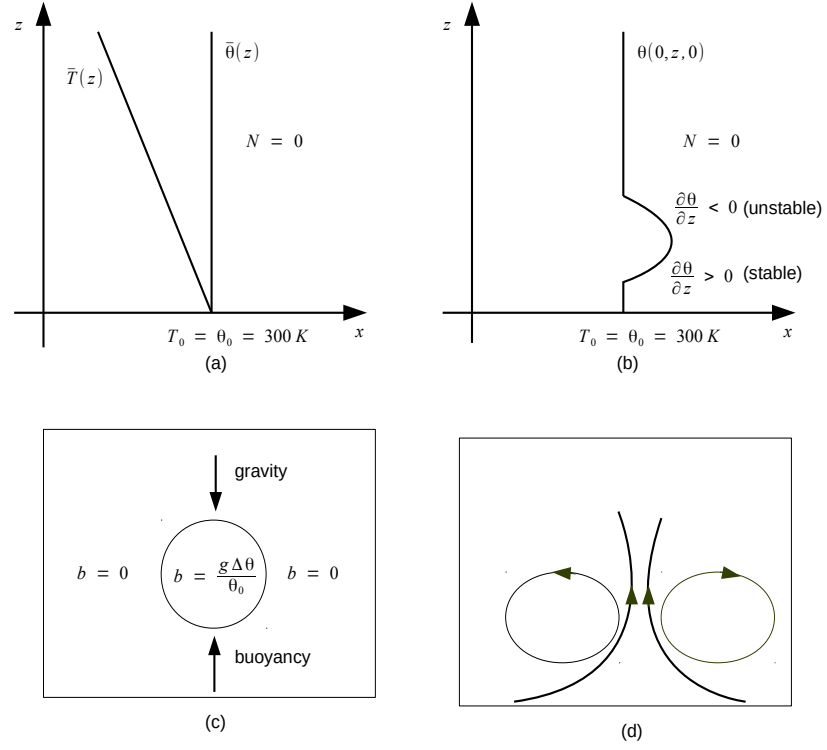 z
T̄(z)
θ̄(z)
N = 0
T₀ = θ₀ = 300 K
x
(a)
z
θ(0,z,0)
N = 0
∂θ/∂z < 0 (unstable)
∂θ/∂z > 0 (stable)
T₀ = θ₀ = 300 K
x
(b)
gravity
b = 0
b = g Δθ/θ₀
b = 0
buoyancy
(c)
(d)